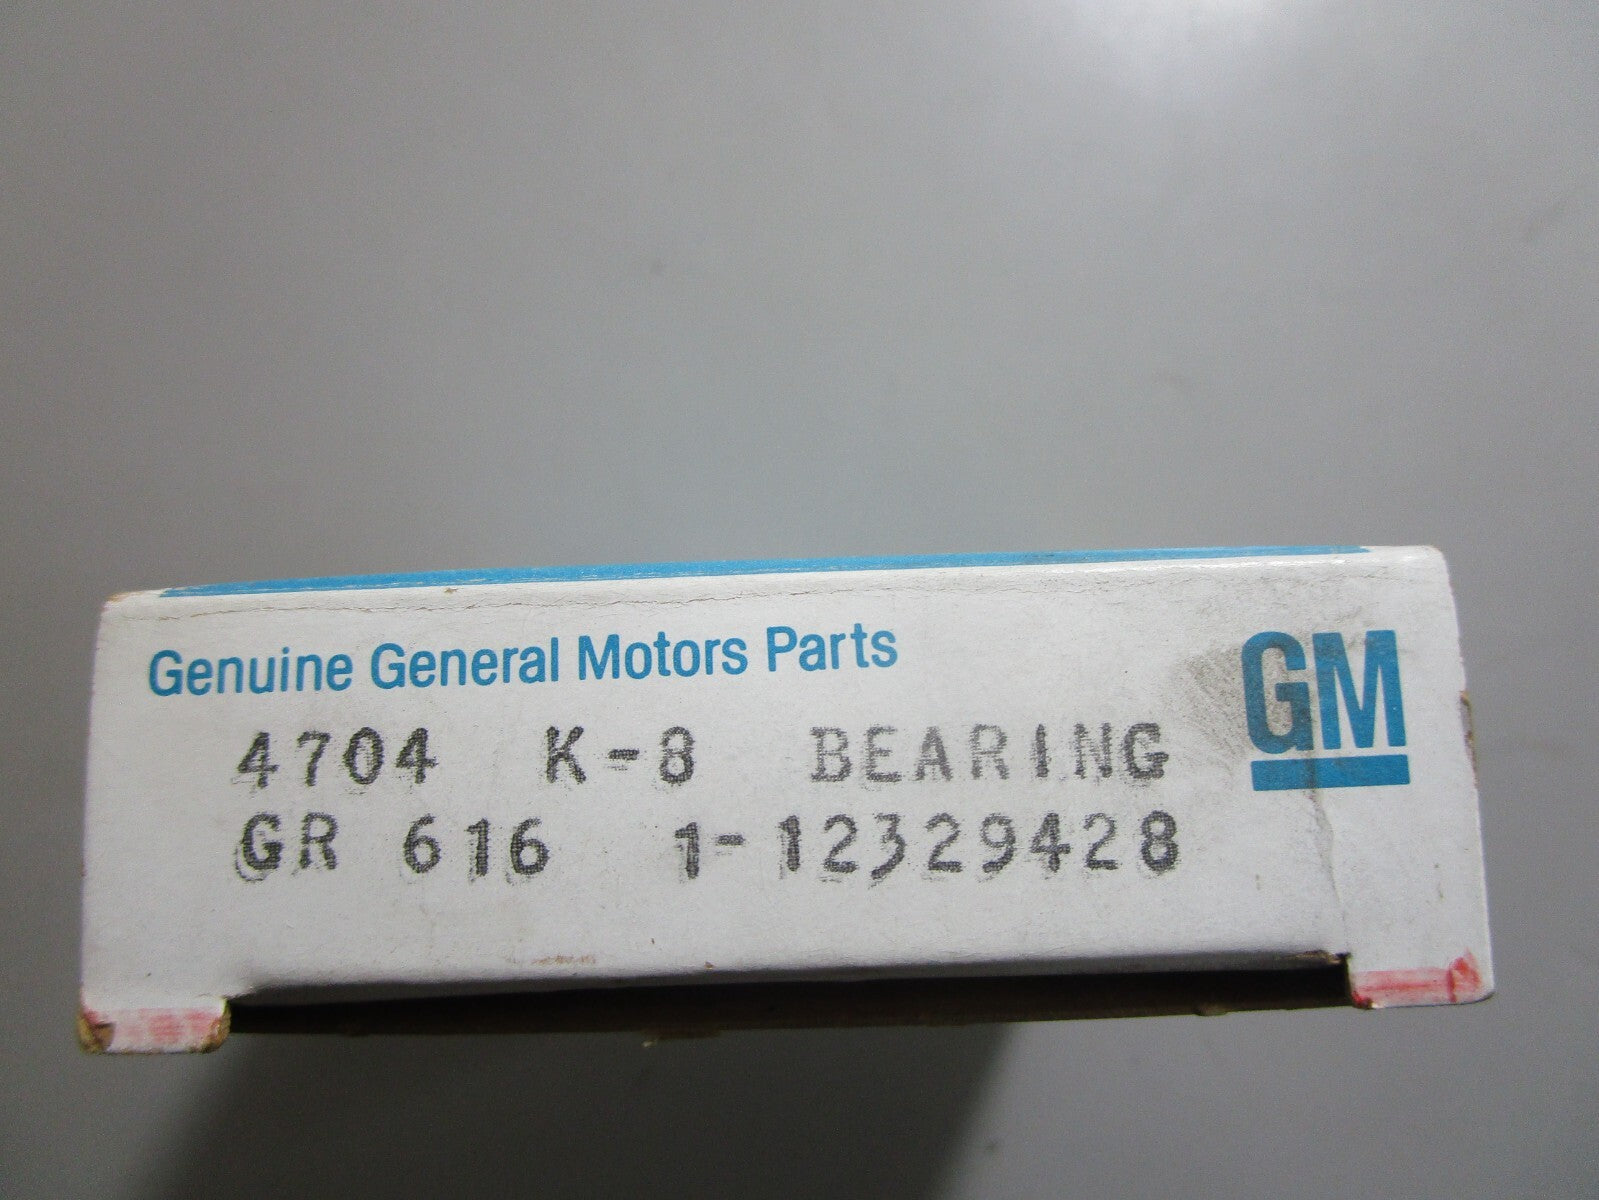 Genuine General Motors Parts
GM
4704 K-8 BEARING
GR 616 1-12329428